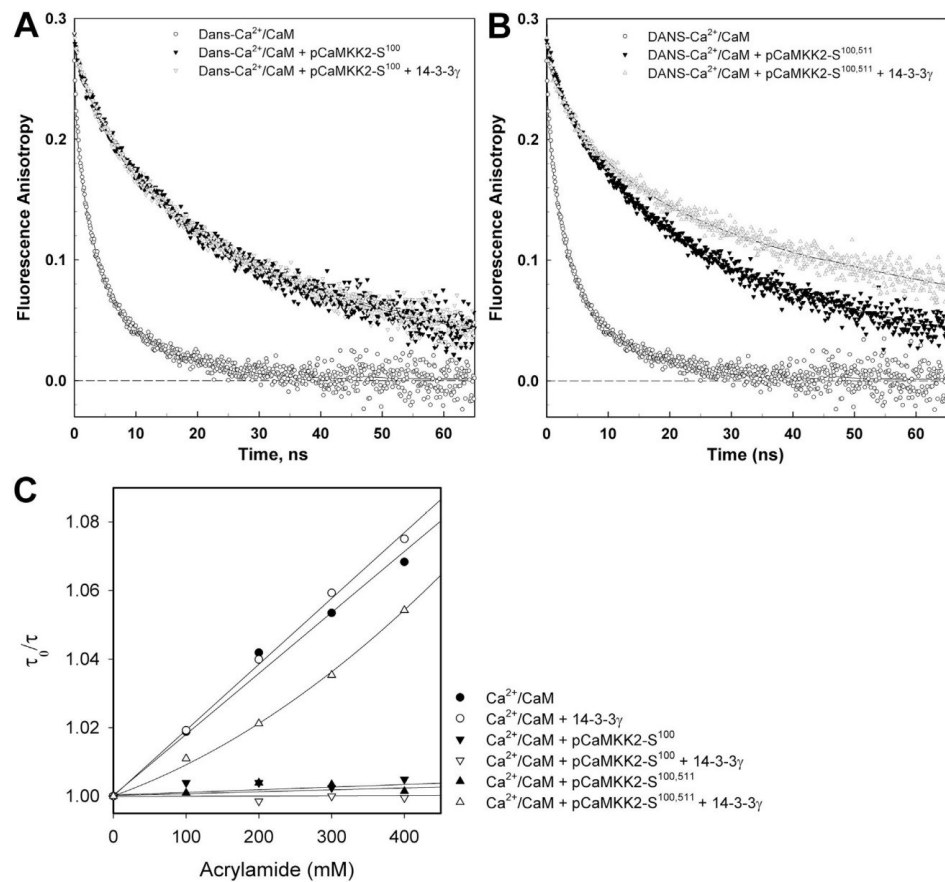 A
Dans-Ca²⁺/CaM
Dans-Ca²⁺/CaM + pCaMKK2-S¹⁰⁰
Dans-Ca²⁺/CaM + pCaMKK2-S¹⁰⁰ + 14-3-3γ
Fluorescence Anisotropy
0.3
0.2
0.1
0.0
0 10 20 30 40 50 60
Time, ns
B
DANS-Ca²⁺/CaM
DANS-Ca²⁺/CaM + pCaMKK2-S¹⁰⁰,⁵¹¹
DANS-Ca²⁺/CaM + pCaMKK2-S¹⁰⁰,⁵¹¹ + 14-3-3γ
Fluorescence Anisotropy
0.3
0.2
0.1
0.0
0 10 20 30 40 50 60
Time (ns)
C
τ₀/τ
1.08
1.06
1.04
1.02
1.00
0 100 200 300 400
Acrylamide (mM)
Ca²⁺/CaM
Ca²⁺/CaM + 14-3-3γ
Ca²⁺/CaM + pCaMKK2-S¹⁰⁰
Ca²⁺/CaM + pCaMKK2-S¹⁰⁰ + 14-3-3γ
Ca²⁺/CaM + pCaMKK2-S¹⁰⁰,⁵¹¹
Ca²⁺/CaM + pCaMKK2-S¹⁰⁰,⁵¹¹ + 14-3-3γ